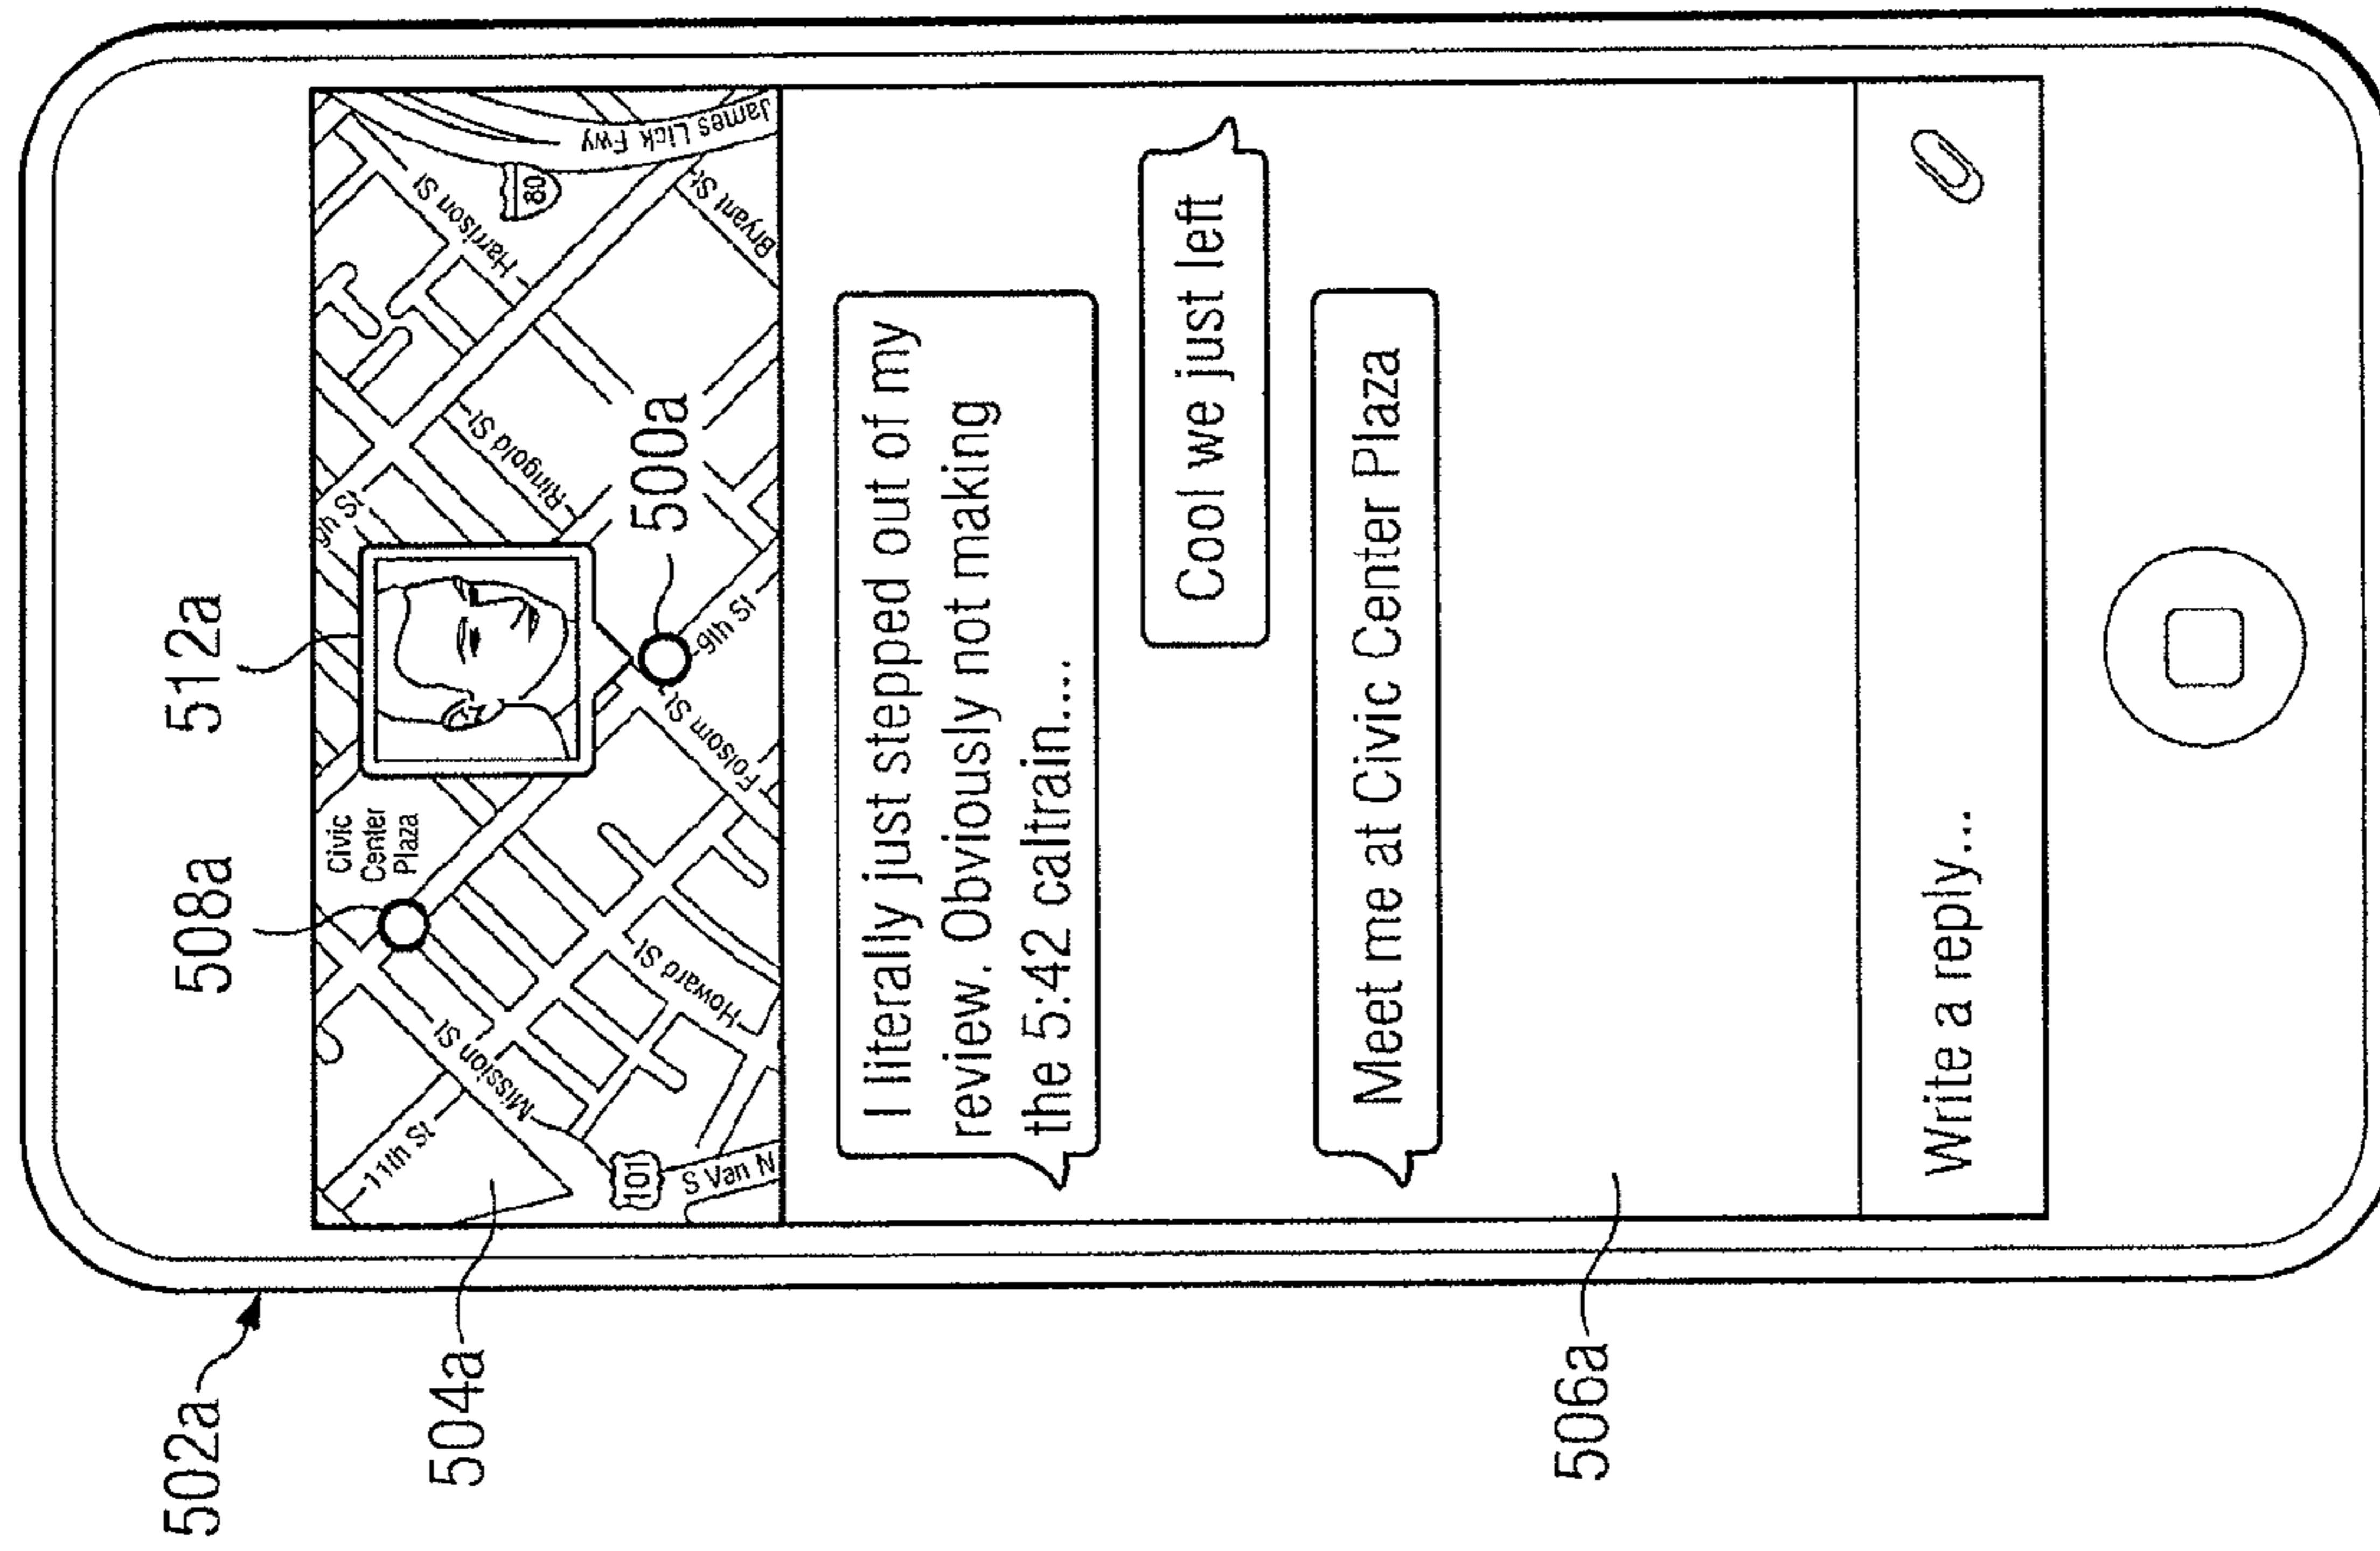 502a
508a
512a
Civic
Center
Plaza
504a
11th St
Mission St
Harrison St
80
James Lick Fwy
Ringold St
500a
101
S Van N
Howard St
Folsom St
9th St
Bryant St
I literally just stepped out of my
review. Obviously not making
the 5:42 caltrain....
Cool we just left
Meet me at Civic Center Plaza
506a
Write a reply...